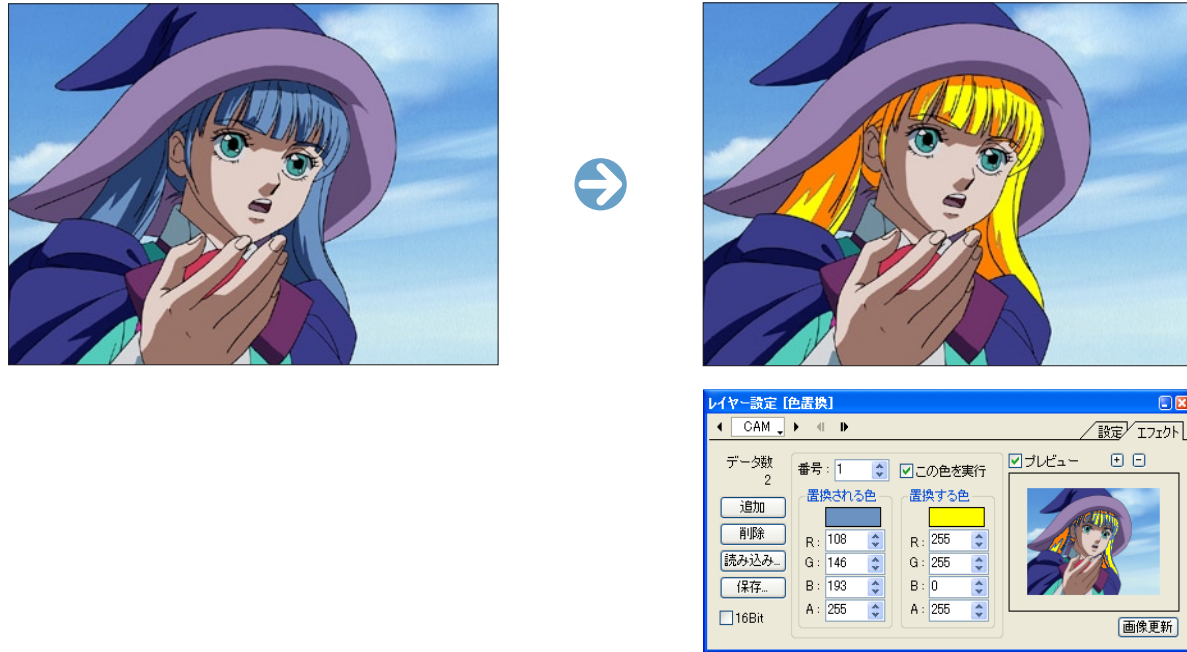 レイヤー設定 [色置換]
CAM
設定
エフェクト
データ数
2
追加
削除
読み込み...
保存...
16Bit
番号: 1
この色を実行
置換される色
R: 108
G: 146
B: 193
A: 255
置換する色
R: 255
G: 255
B: 0
A: 255
プレビュー
画像更新